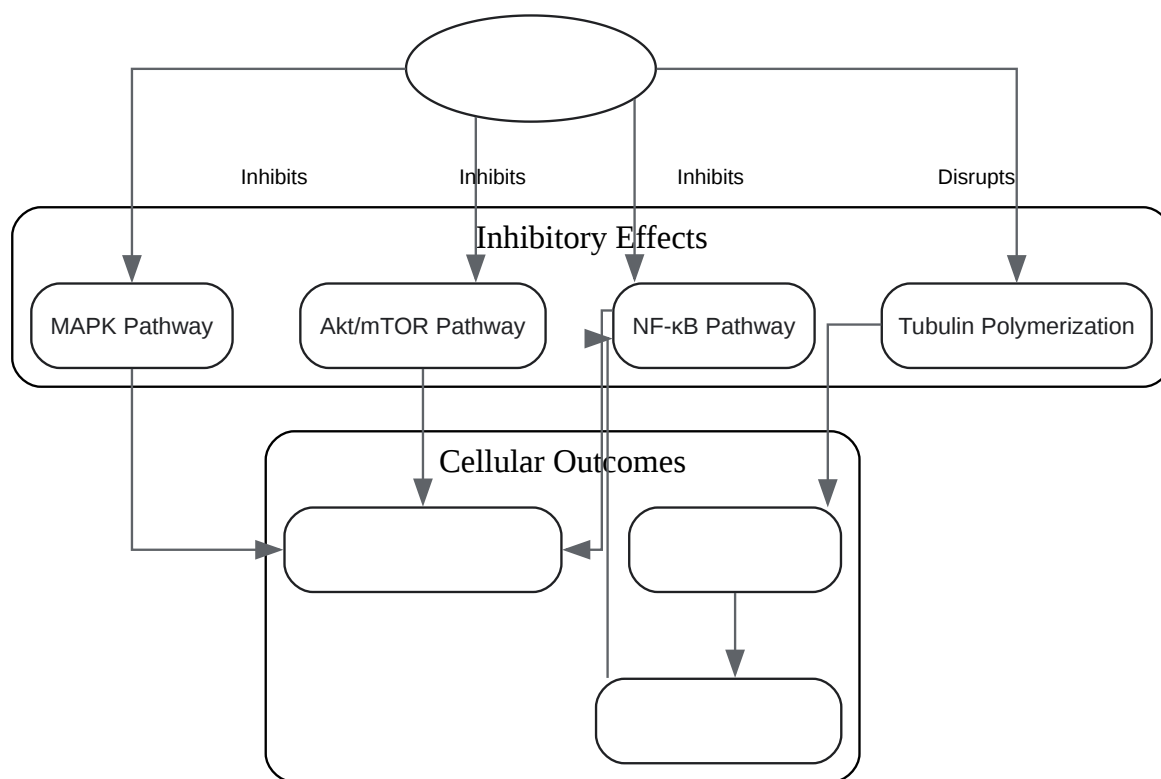 Inhibits
Inhibits
Inhibits
Disrupts
Inhibitory Effects
MAPK Pathway
Akt/mTOR Pathway
NF-κB Pathway
Tubulin Polymerization
Cellular Outcomes